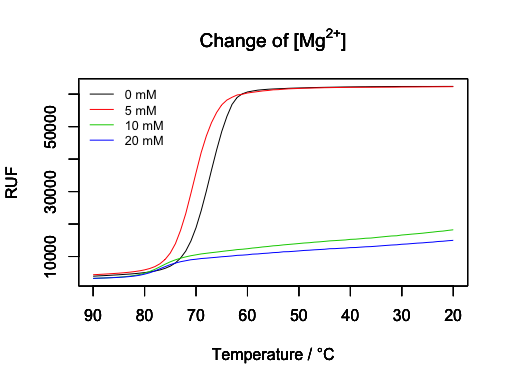 Change of [Mg²⁺]
0 mM
5 mM
10 mM
20 mM
RUF
50000
30000
10000
90 80 70 60 50 40 30 20
Temperature / °C